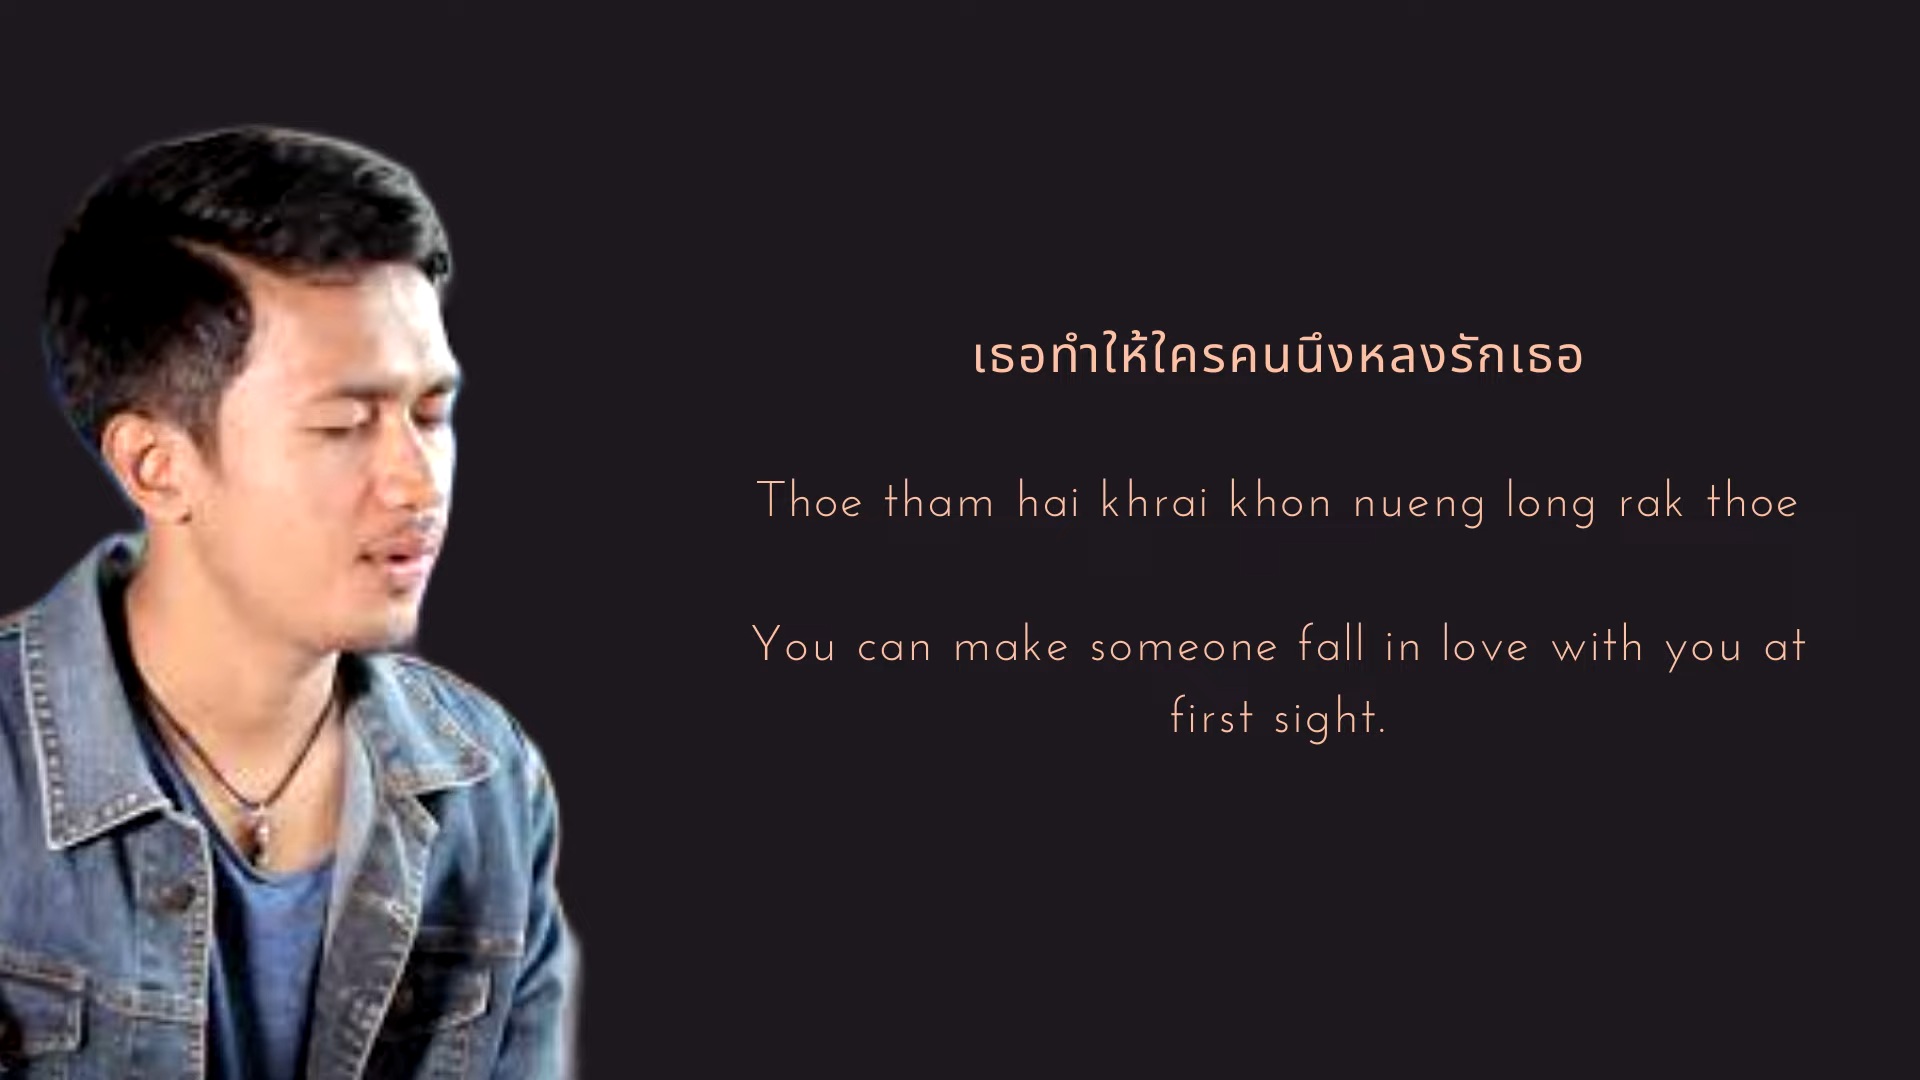 เธอทำให้ใครคนนึงหลงรักเธอ
Thoe tham hai khrai khon nueng long rak thoe
You can make someone fall in love with you at
first sight.